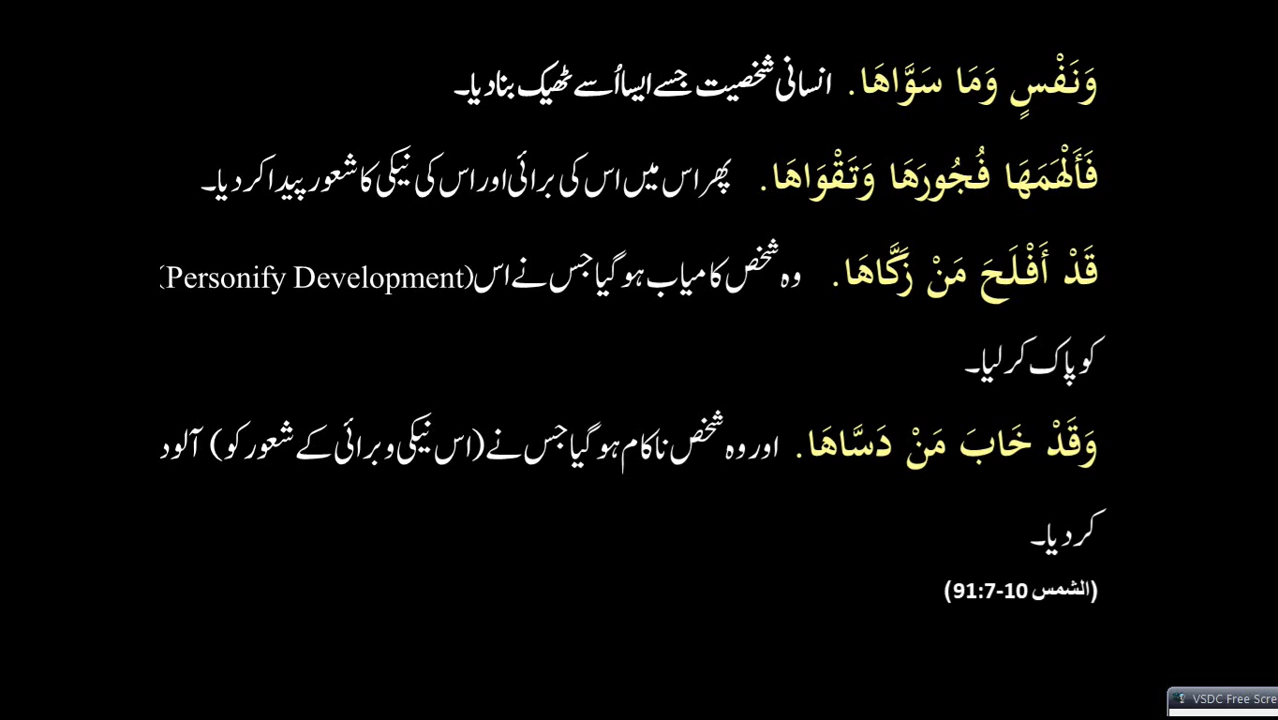 وَنَفْسٍ وَمَا سَوَّاهَا. انسانی شخصیت جسے ایسا اُسے ٹھیک بنا دیا۔
فَأَلْهَمَهَا فُجُورَهَا وَتَقْوَاهَا. پھر اس میں اس کی برائی اور اس کی نیکی کا شعور پیدا کر دیا۔
قَدْ أَفْلَحَ مَنْ زَكَّاهَا. وہ شخص کامیاب ہو گیا جس نے اس (Personify Development)
کو پاک کر لیا۔
وَقَدْ خَابَ مَنْ دَسَّاهَا. اور وہ شخص ناکام ہو گیا جس نے (اس نیکی و برائی کے شعور کو) آلود
کر دیا۔
(الشمس 10-91:7)
VSDC Free Scre